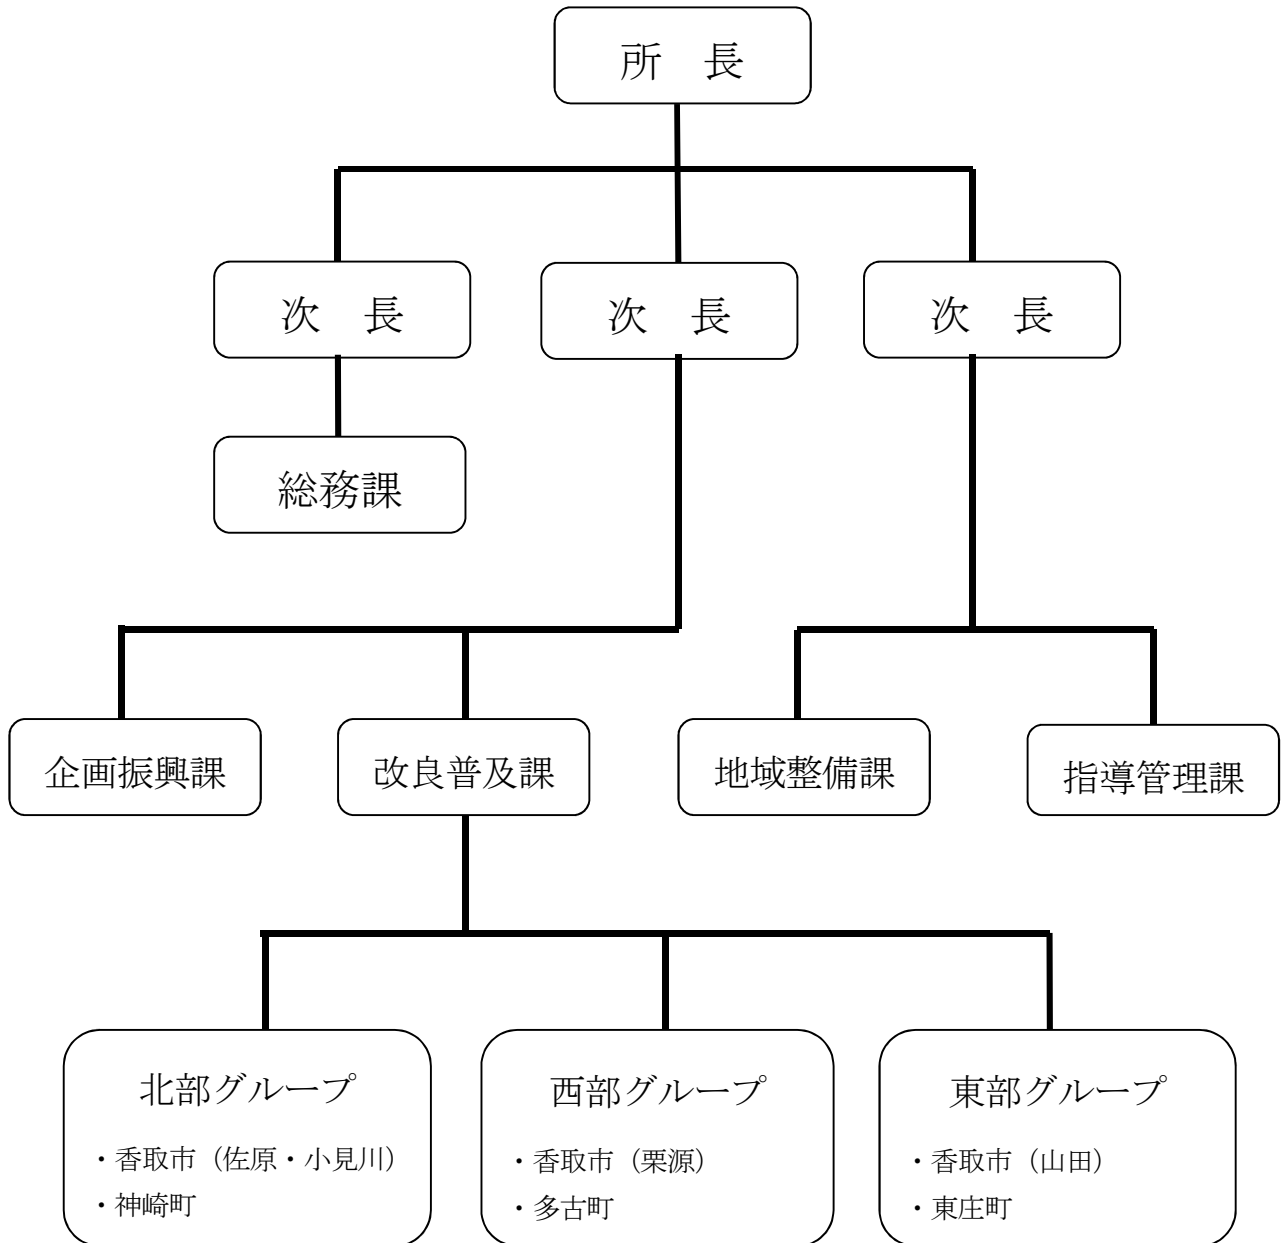 所　長
次　長
次　長
次　長
総務課
企画振興課
改良普及課
地域整備課
指導管理課
北部グループ
・香取市（佐原・小見川）
・神崎町
西部グループ
・香取市（栗源）
・多古町
東部グループ
・香取市（山田）
・東庄町